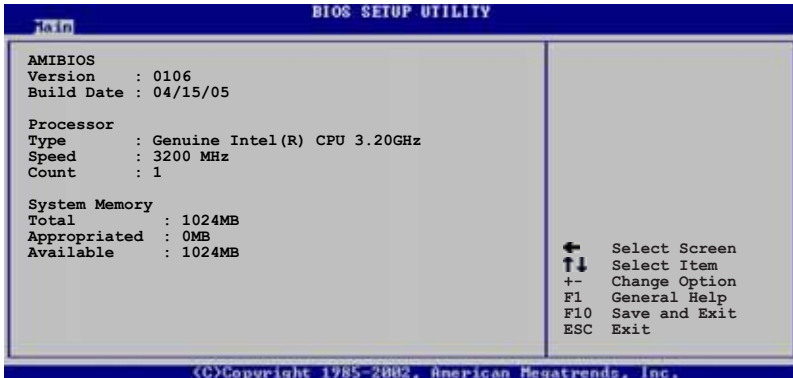 BIOS SETUP UTILITY
Main
AMIBIOS
Version : 0106
Build Date : 04/15/05
Processor
Type : Genuine Intel(R) CPU 3.20GHz
Speed : 3200 MHz
Count : 1
System Memory
Total : 1024MB
Appropriated : 0MB
Available : 1024MB
← Select Screen
↑↓ Select Item
+- Change Option
F1 General Help
F10 Save and Exit
ESC Exit
(C)Copyright 1985-2002, American Megatrends, Inc.